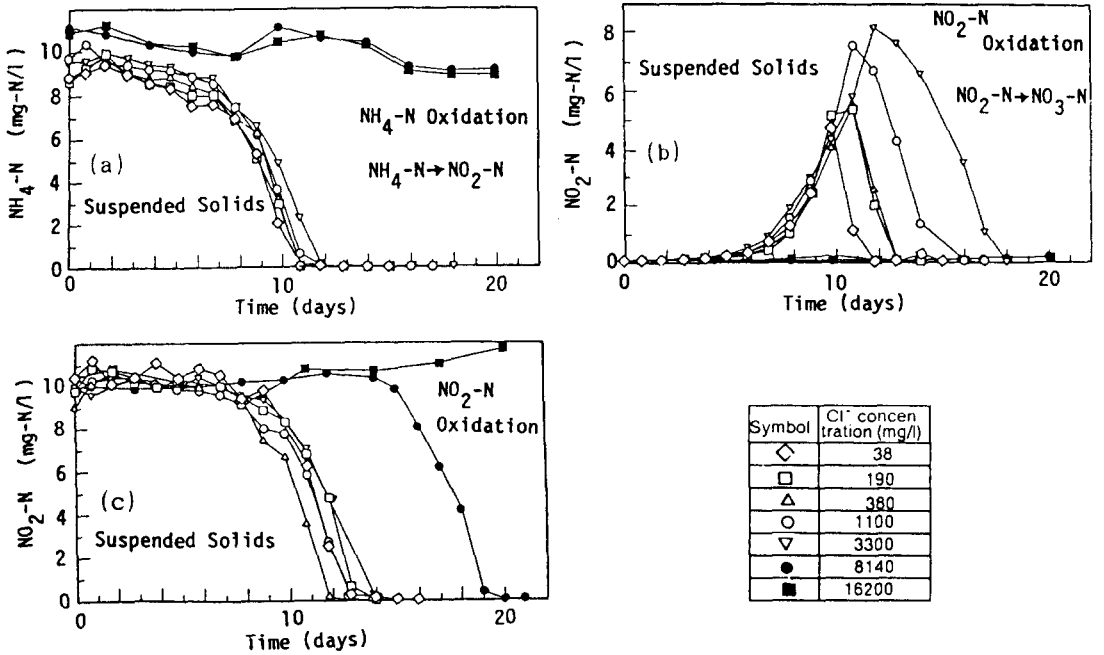 NH4-N (mg-N/l)
10
8
6
4
2
0
(a)
NH4-N Oxidation
NH4-N→NO2-N
Suspended Solids
0
10
20
Time (days)
NO2-N (mg-N/l)
8
6
4
2
0
Suspended Solids
NO2-N
Oxidation
NO2-N→NO3-N
(b)
0
10
20
Time (days)
NO2-N (mg-N/l)
10
8
6
4
2
0
NO2-N
Oxidation
(c)
Suspended Solids
10
20
Time (days)
Symbol
Cl- concen
tration (mg/l)
38
190
380
1100
3300
8140
16200